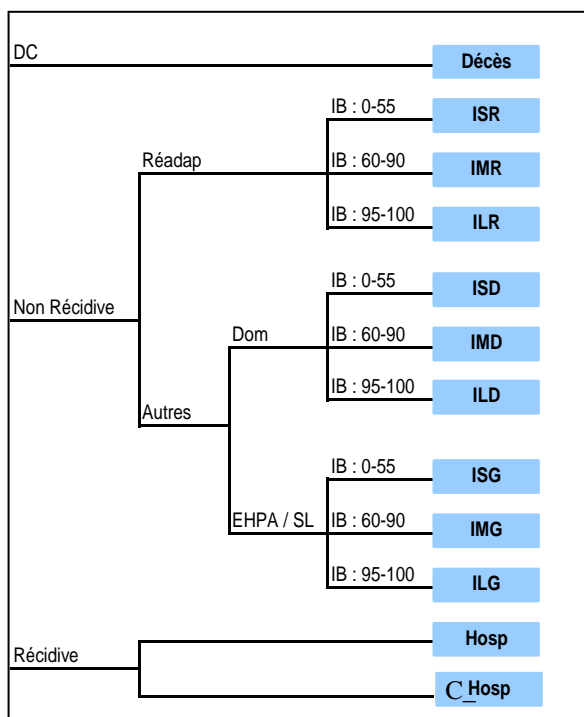 DC
Décès
IB : 0-55
ISR
Réadap
IB : 60-90
IMR
IB : 95-100
ILR
Non Récidive
IB : 0-55
ISD
Dom
IB : 60-90
IMD
IB : 95-100
ILD
Autres
IB : 0-55
ISG
EHPA / SL
IB : 60-90
IMG
IB : 95-100
ILG
Récidive
Hosp
C_Hosp